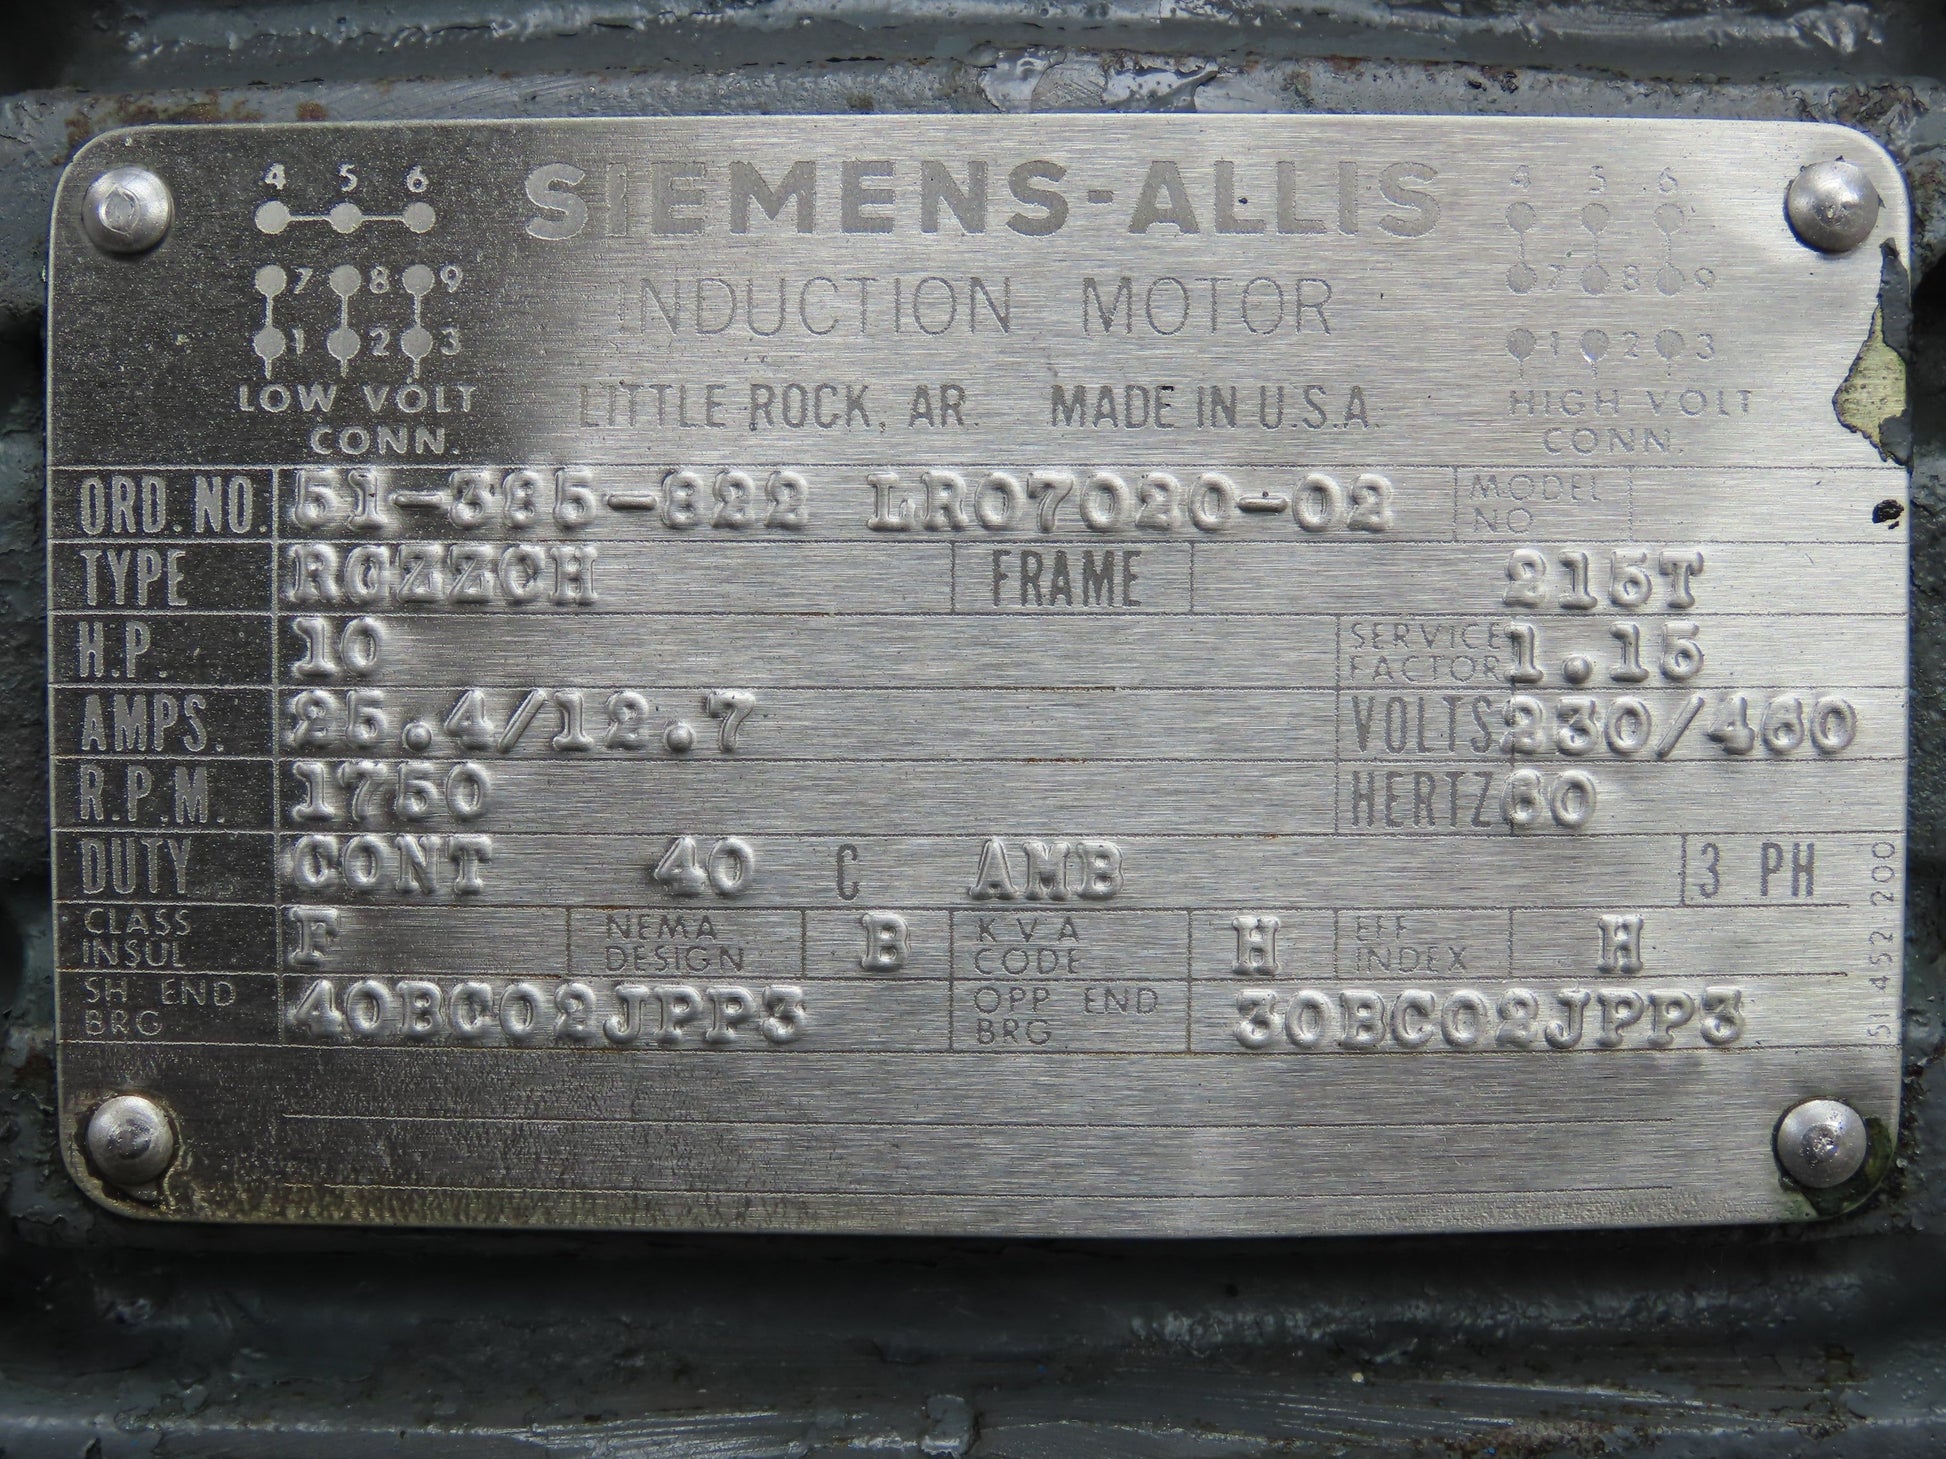 4 5 6
7 8 9
1 2 3
LOW VOLT
CONN.
SIEMENS-ALLIS
INDUCTION MOTOR
LITTLE ROCK, AR. MADE IN U.S.A.
4 5 6
7 8 9
1 2 3
HIGH VOLT
CONN.
ORD. NO. 51-385-822 LR07020-02 MODEL NO
TYPE RGZZCH FRAME 215T
H.P. 10 SERVICE FACTOR 1.15
AMPS. 25.4/12.7 VOLTS 230/460
R.P.M. 1750 HERTZ 60
DUTY CONT 40 C AMB 3 PH
CLASS INSUL F NEMA DESIGN B KVA CODE H EFF INDEX H
SH END BRG 40BC02JPP3 OPP END BRG 30BC02JPP3
51 452 200